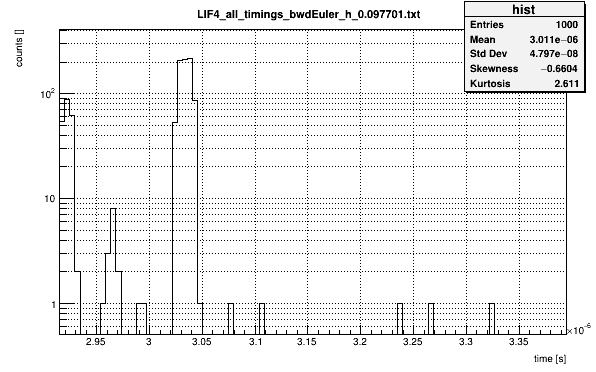 LIF4_all_timings_bwdEuler_h_0.097701.txt
hist
Entries 1000
Mean 3.011e−06
Std Dev 4.797e−08
Skewness −0.6604
Kurtosis 2.611
counts []
10²
10
1
2.95 3 3.05 3.1 3.15 3.2 3.25 3.3 3.35
×10⁻⁶
time [s]